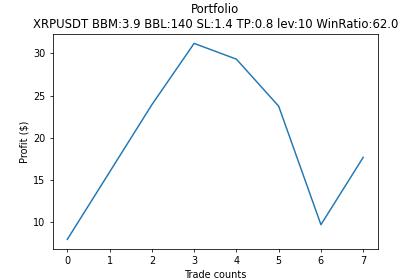 Portfolio
XRPUSDT BBM:3.9 BBL:140 SL:1.4 TP:0.8 lev:10 WinRatio:62.0
Profit ($)
30
25
20
15
10
0 1 2 3 4 5 6 7
Trade counts